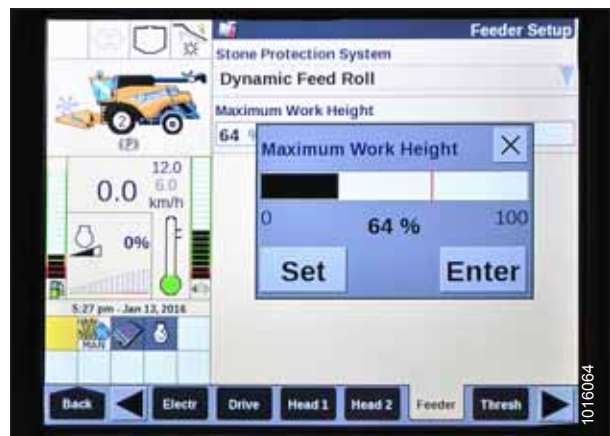 Feeder Setup
Stone Protection System
Dynamic Feed Roll
Maximum Work Height
64
Maximum Work Height
0
64 %
100
Set
Enter
2
(P)
12.0
6.0
0.0
km/h
0%
5:27 pm - Jan 13, 2016
MAN
Back
Electr
Drive
Head 1
Head 2
Feeder
Thresh
1016064